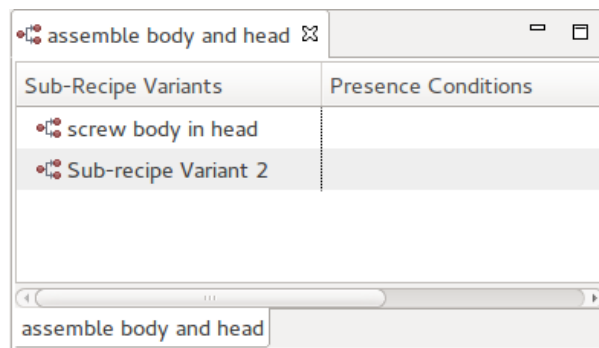 assemble body and head
Sub-Recipe Variants Presence Conditions
screw body in head
Sub-recipe Variant 2
assemble body and head